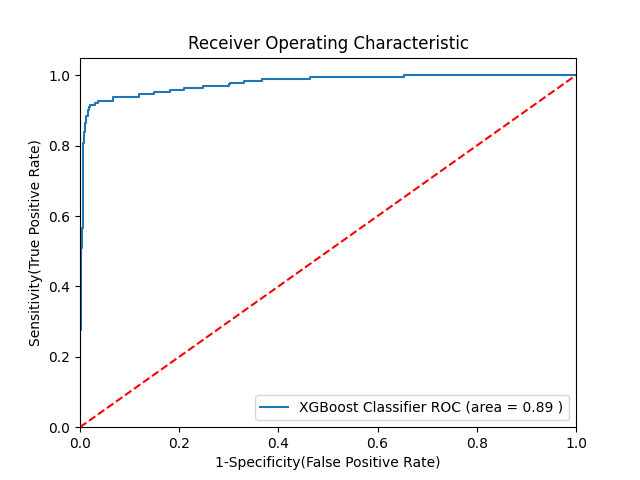 Receiver Operating Characteristic
1.0
0.8
0.6
0.4
0.2
0.0
Sensitivity(True Positive Rate)
XGBoost Classifier ROC (area = 0.89 )
0.0 0.2 0.4 0.6 0.8 1.0
1-Specificity(False Positive Rate)